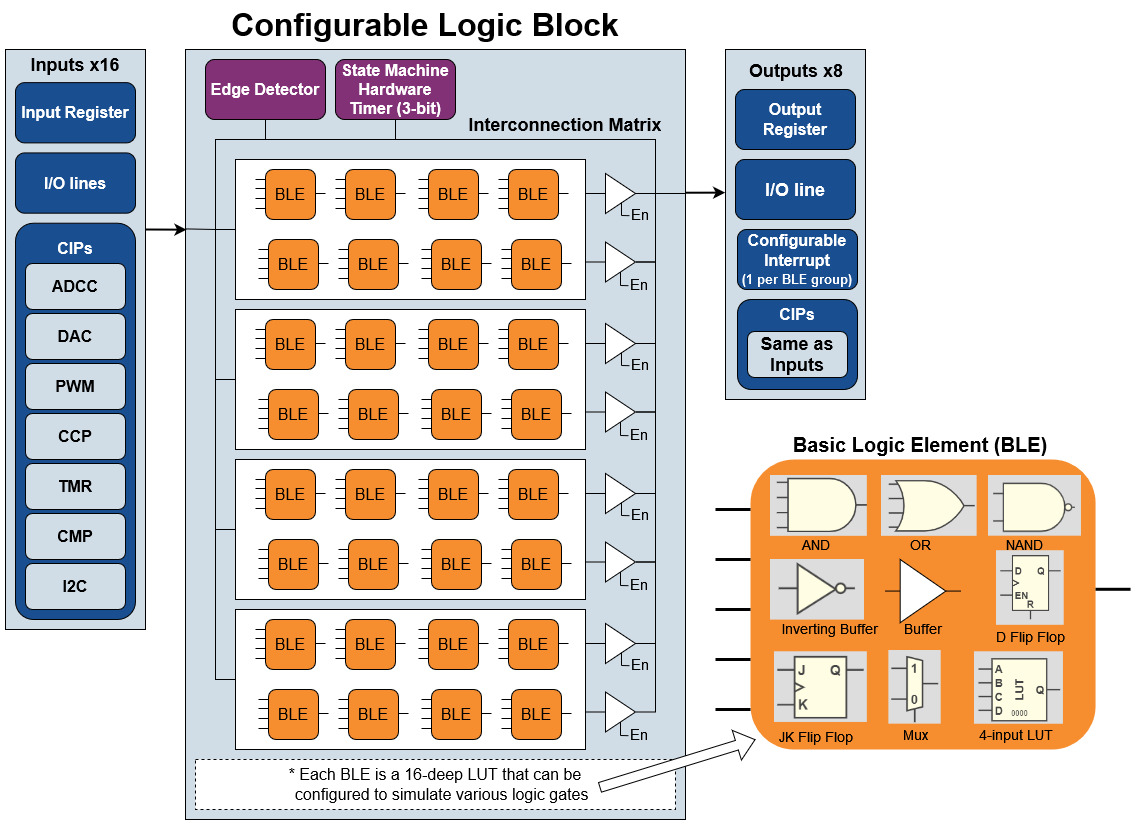 Configurable Logic Block
Inputs x16
Input Register
I/O lines
CIPs
ADCC
DAC
PWM
CCP
TMR
CMP
I2C
Edge Detector
State Machine
Hardware
Timer (3-bit)
Interconnection Matrix
BLE BLE BLE BLE
En
BLE BLE BLE BLE
En
BLE BLE BLE BLE
En
BLE BLE BLE BLE
En
BLE BLE BLE BLE
En
BLE BLE BLE BLE
En
BLE BLE BLE BLE
En
BLE BLE BLE BLE
En
* Each BLE is a 16-deep LUT that can be
configured to simulate various logic gates
Outputs x8
Output
Register
I/O line
Configurable
Interrupt
(1 per BLE group)
CIPs
Same as
Inputs
Basic Logic Element (BLE)
AND OR NAND
D Q
EN
R
Inverting Buffer Buffer D Flip Flop
J Q
K
1
0
A
B
C
D
LUT
Q
0000
JK Flip Flop Mux 4-input LUT